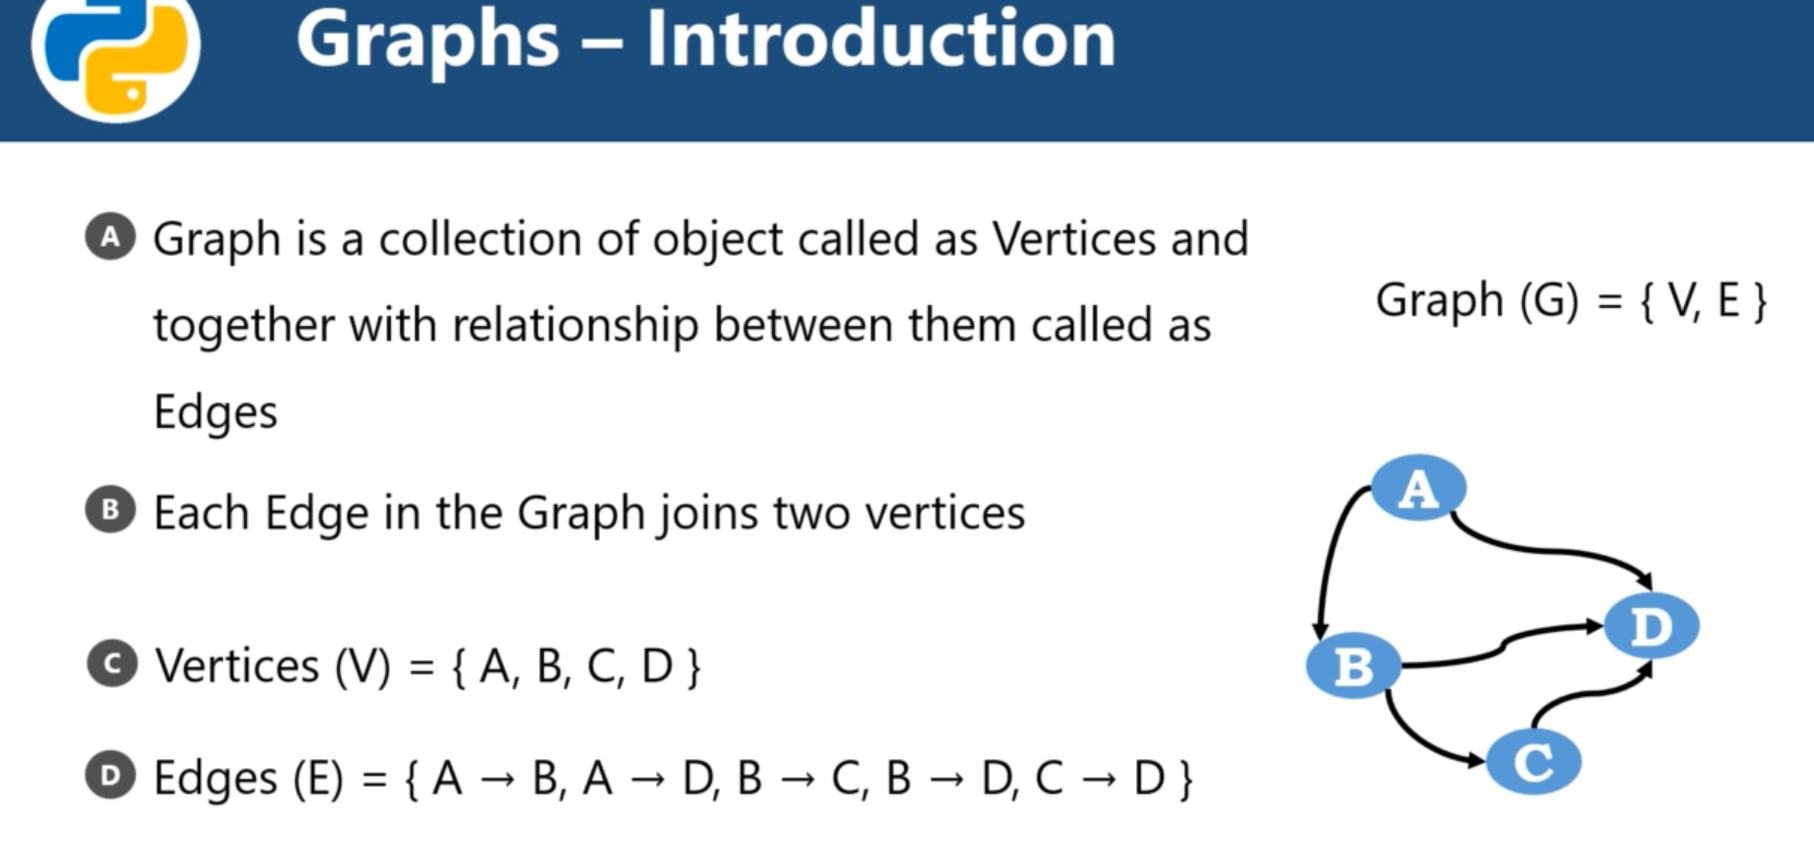 Graphs – Introduction
A Graph is a collection of object called as Vertices and
together with relationship between them called as
Edges
Graph (G) = { V, E }
B Each Edge in the Graph joins two vertices
C Vertices (V) = { A, B, C, D }
D Edges (E) = { A → B, A → D, B → C, B → D, C → D }
A
D
B
C